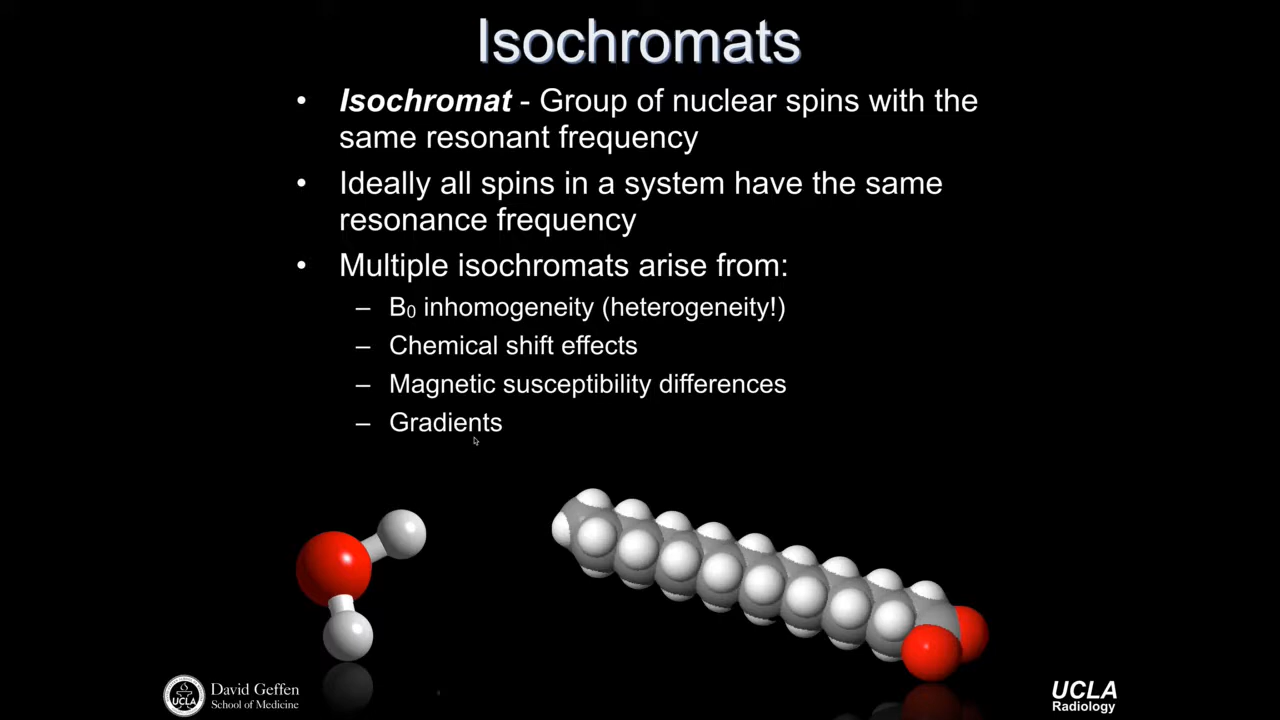 Isochromats
• Isochromat - Group of nuclear spins with the
same resonant frequency
• Ideally all spins in a system have the same
resonance frequency
• Multiple isochromats arise from:
– B₀ inhomogeneity (heterogeneity!)
– Chemical shift effects
– Magnetic susceptibility differences
– Gradients
UCLA
David Geffen
School of Medicine
UCLA
Radiology